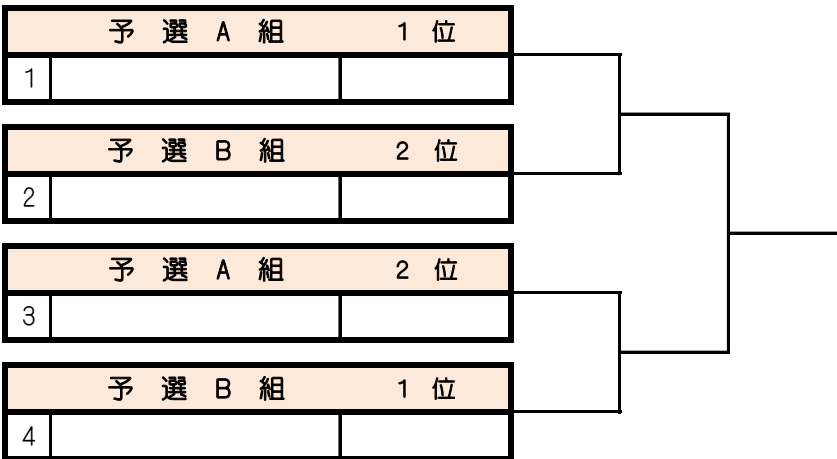 予 選 A 組 1 位
1
予 選 B 組 2 位
2
予 選 A 組 2 位
3
予 選 B 組 1 位
4